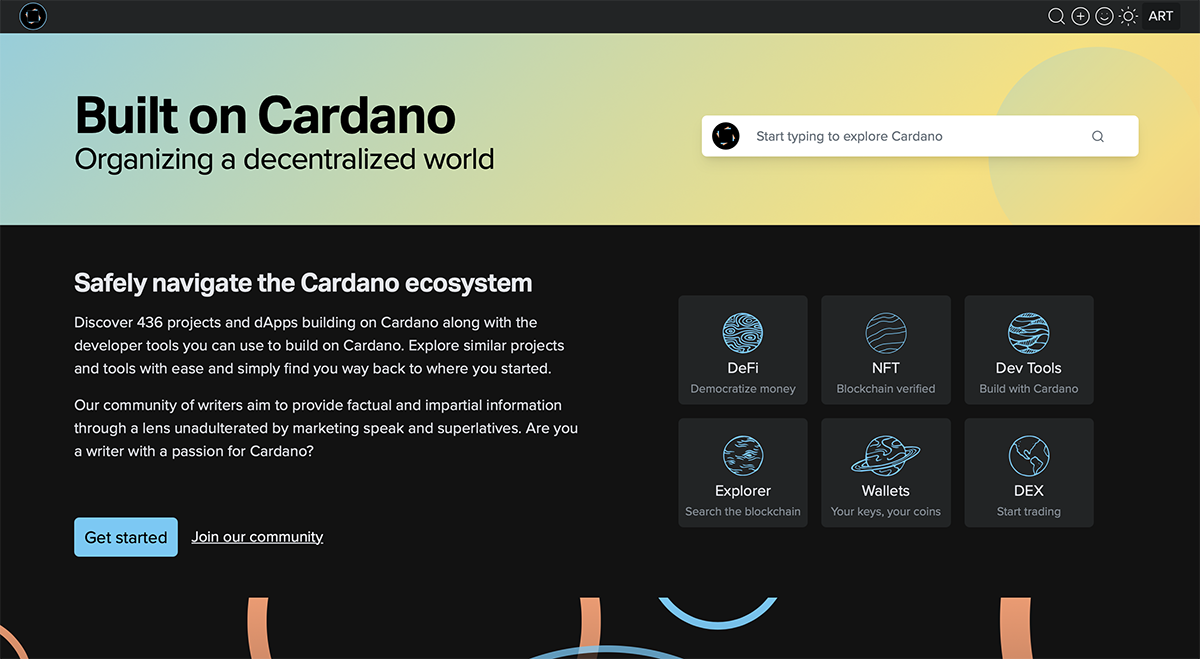 ART
Built on Cardano
Organizing a decentralized world
Start typing to explore Cardano
Safely navigate the Cardano ecosystem
Discover 436 projects and dApps building on Cardano along with the
developer tools you can use to build on Cardano. Explore similar projects
and tools with ease and simply find you way back to where you started.
Our community of writers aim to provide factual and impartial information
through a lens unadulterated by marketing speak and superlatives. Are you
a writer with a passion for Cardano?
Get started
Join our community
DeFi
Democratize money
NFT
Blockchain verified
Dev Tools
Build with Cardano
Explorer
Search the blockchain
Wallets
Your keys, your coins
DEX
Start trading